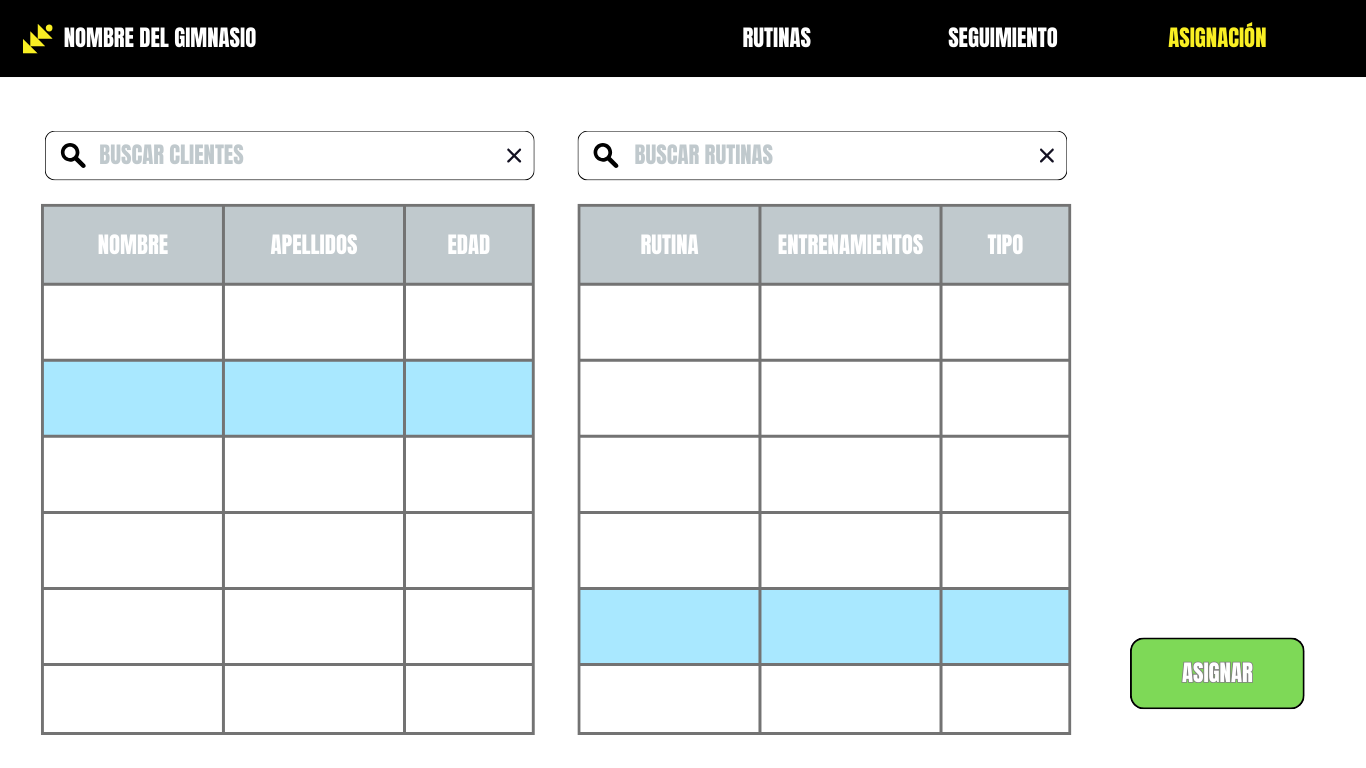 NOMBRE DEL GIMNASIO
RUTINAS
SEGUIMIENTO
ASIGNACIÓN
BUSCAR CLIENTES
BUSCAR RUTINAS
NOMBRE APELLIDOS EDAD
RUTINA ENTRENAMIENTOS TIPO
ASIGNAR